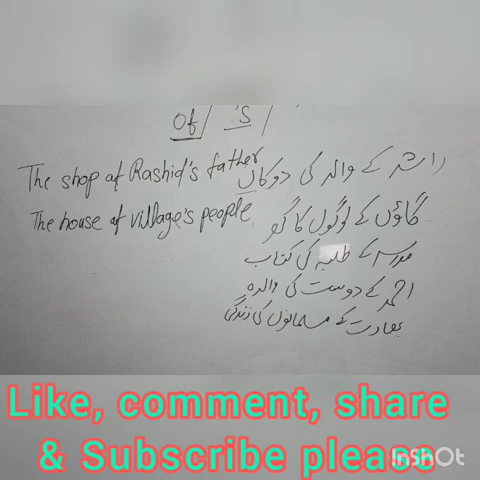 Of / 'S /
The shop of Rashid's father راشد کے والد کی دوکان
The house of village's people گاؤں کے لوگوں کا گھر
مدرسہ کے طلبہ کی کتاب
احمد کے دوست کی والدہ
بھارت کے مسلمانوں کی زندگی
Like, comment, share
& Subscribe please
InShOt